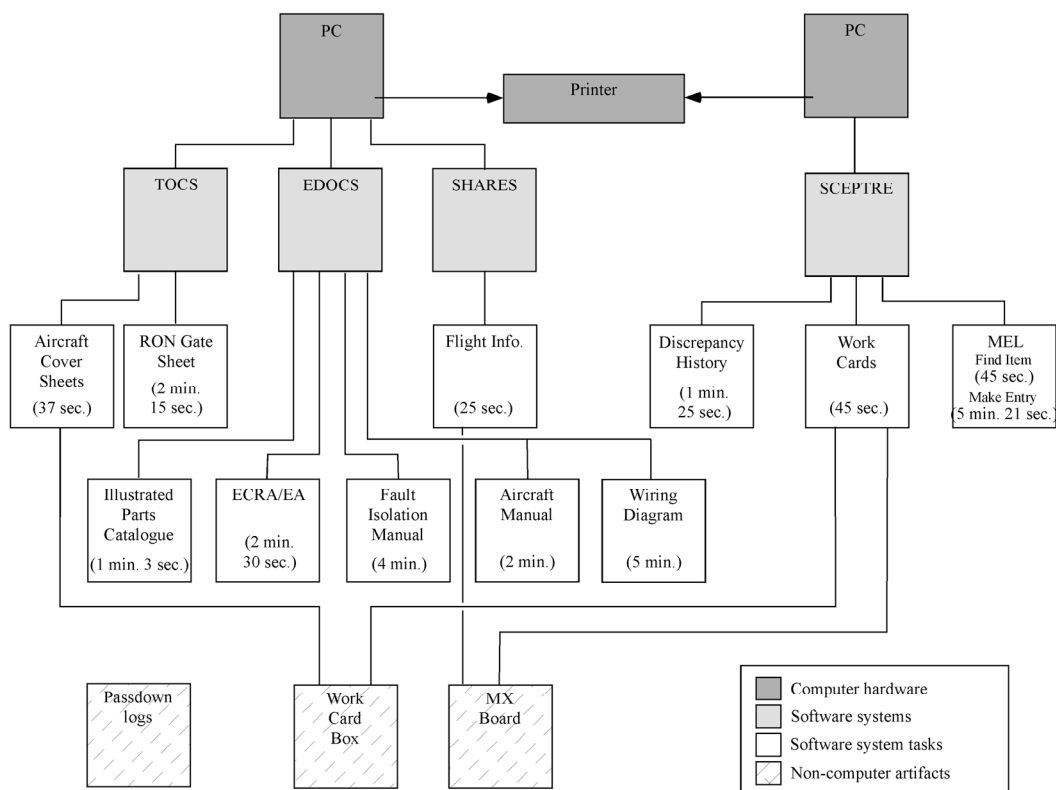 PC
PC
Printer
TOCS
EDOCS
SHARES
SCEPTRE
Aircraft
Cover
Sheets
(37 sec.)
RON Gate
Sheet
(2 min.
15 sec.)
Flight Info.
(25 sec.)
Discrepancy
History
(1 min.
25 sec.)
Work
Cards
(45 sec.)
MEL
Find Item
(45 sec.)
Make Entry
(5 min. 21 sec.)
Illustrated
Parts
Catalogue
(1 min. 3 sec.)
ECRA/EA
(2 min.
30 sec.)
Fault
Isolation
Manual
(4 min.)
Aircraft
Manual
(2 min.)
Wiring
Diagram
(5 min.)
Passdown
logs
Work
Card
Box
MX
Board
Computer hardware
Software systems
Software system tasks
Non-computer artifacts